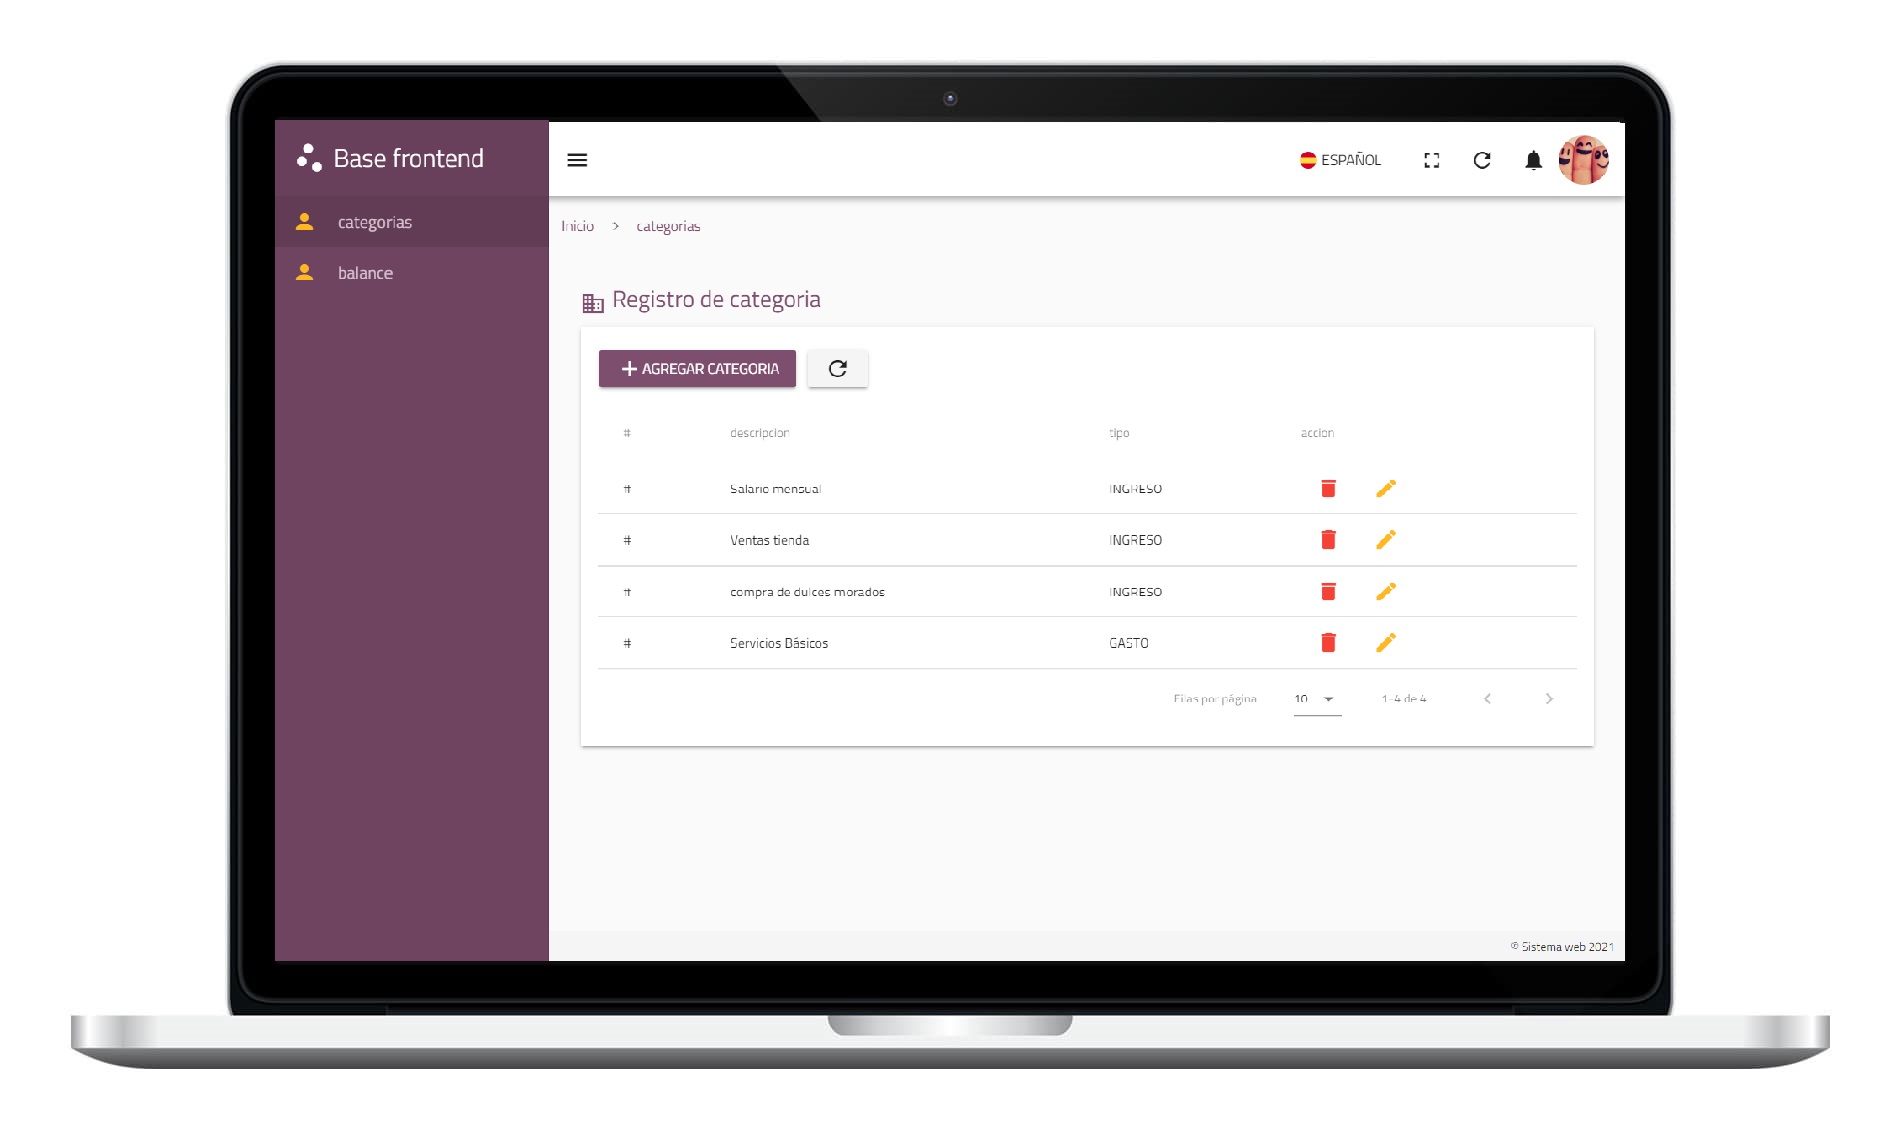 Base frontend
ESPAÑOL
categorias
balance
Inicio > categorias
Registro de categoria
+ AGREGAR CATEGORIA
# descripcion tipo accion
# Salario mensual INGRESO
# Ventas tienda INGRESO
# compra de dulces morados INGRESO
# Servicios Básicos GASTO
Filas por página 10 1-4 de 4
© Sistema web 2021